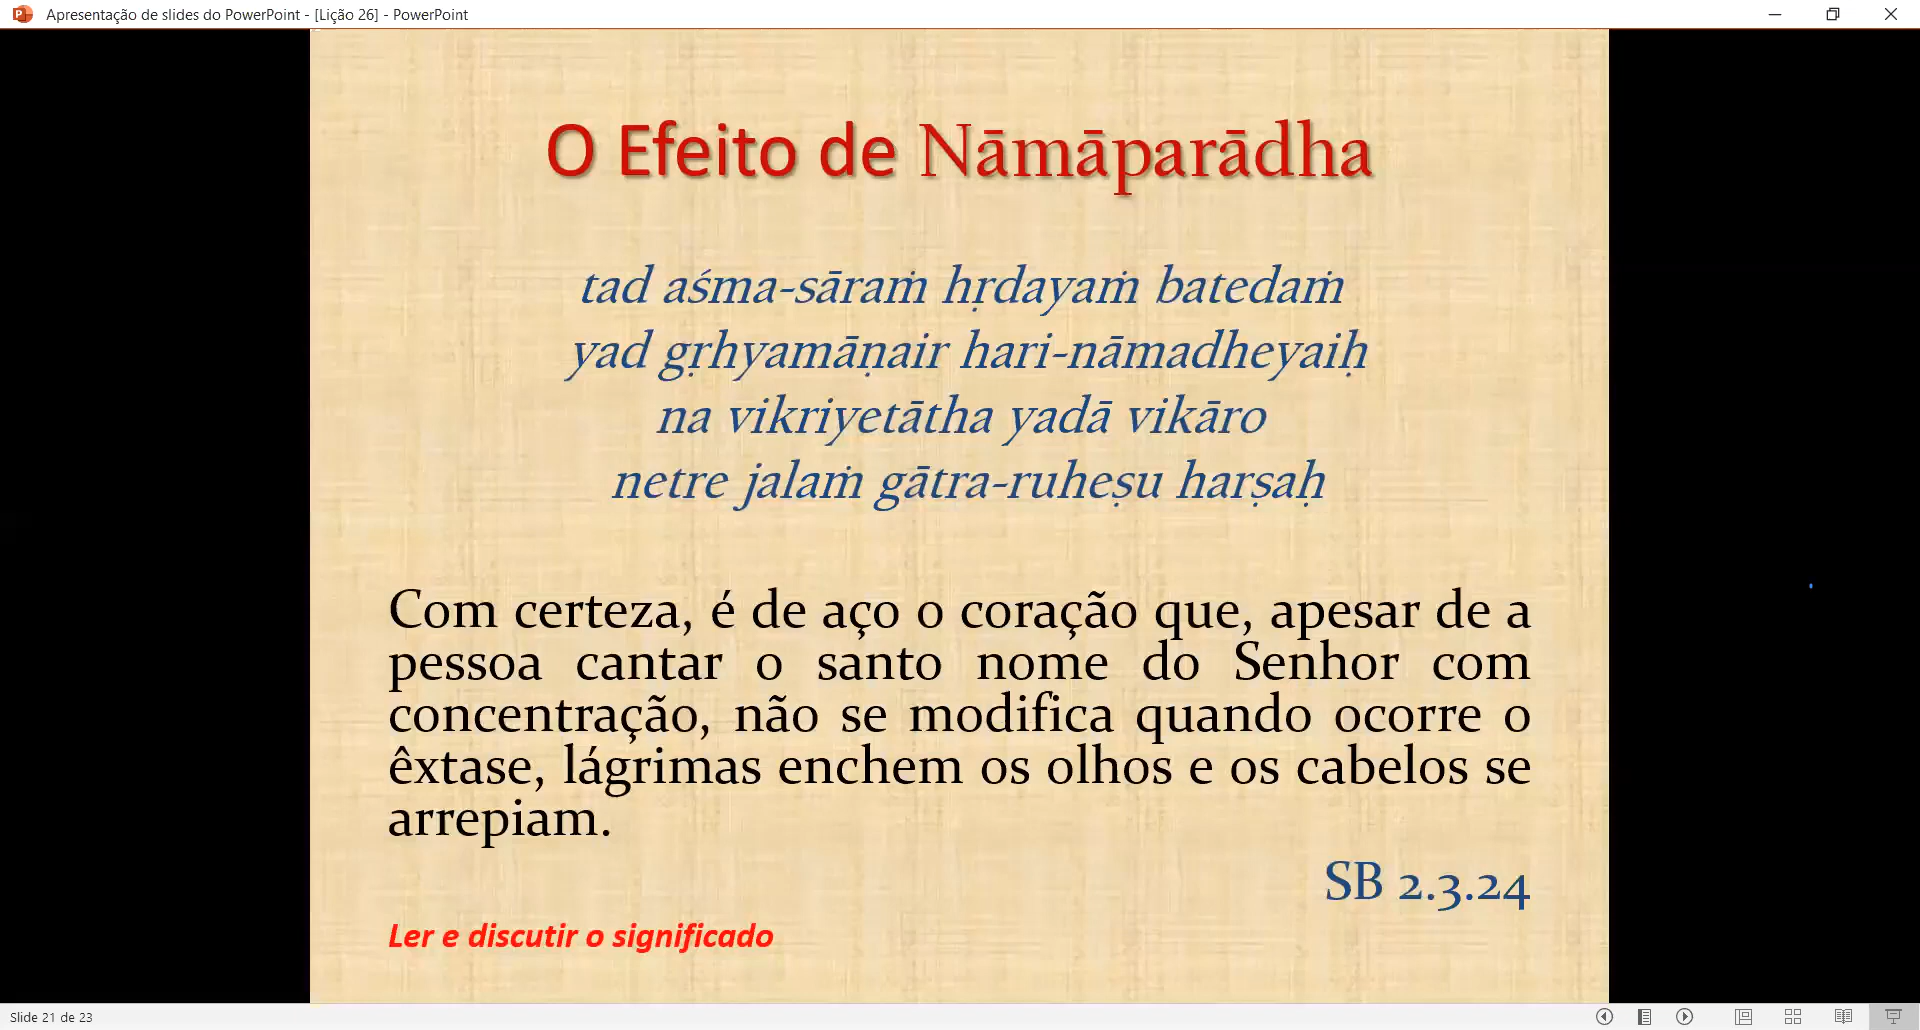 Apresentação de slides do PowerPoint - [Lição 26] - PowerPoint
O Efeito de Nāmāparādha
tad aśma-sāraṁ hṛdayaṁ batedaṁ
yad gṛhyamāṇair hari-nāmadheyaiḥ
na vikriyetātha yadā vikāro
netre jalaṁ gātra-ruheṣu harṣaḥ
Com certeza, é de aço o coração que, apesar de a
pessoa cantar o santo nome do Senhor com
concentração, não se modifica quando ocorre o
êxtase, lágrimas enchem os olhos e os cabelos se
arrepiam.
SB 2.3.24
Ler e discutir o significado
Slide 21 de 23